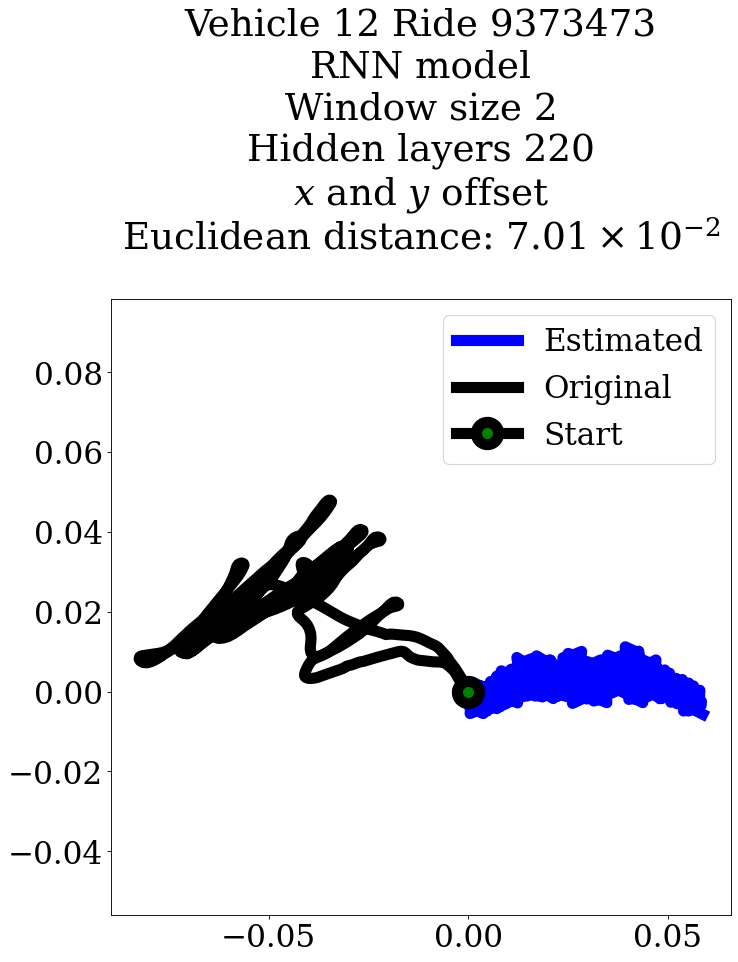 Vehicle 12 Ride 9373473
RNN model
Window size 2
Hidden layers 220
x and y offset
Euclidean distance: 7.01 × 10⁻²
Estimated
Original
Start
0.08
0.06
0.04
0.02
0.00
−0.02
−0.04
−0.05 0.00 0.05